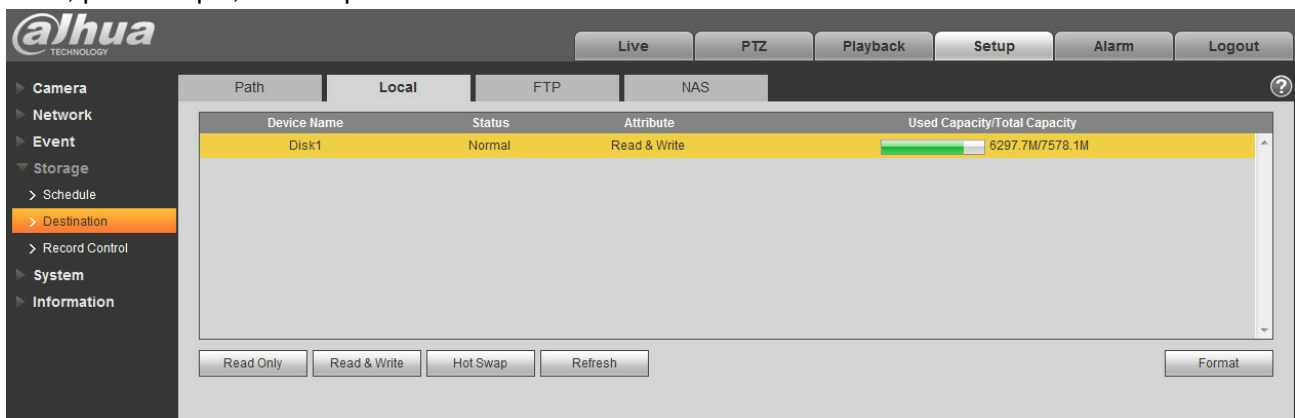 alhua
TECHNOLOGY
Live PTZ Playback Setup Alarm Logout
Camera
Network
Event
Storage
Schedule
Destination
Record Control
System
Information
Path Local FTP NAS
?
Device Name Status Attribute Used Capacity/Total Capacity
Disk1 Normal Read & Write 6297.7M/7578.1M
Read Only Read & Write Hot Swap Refresh Format